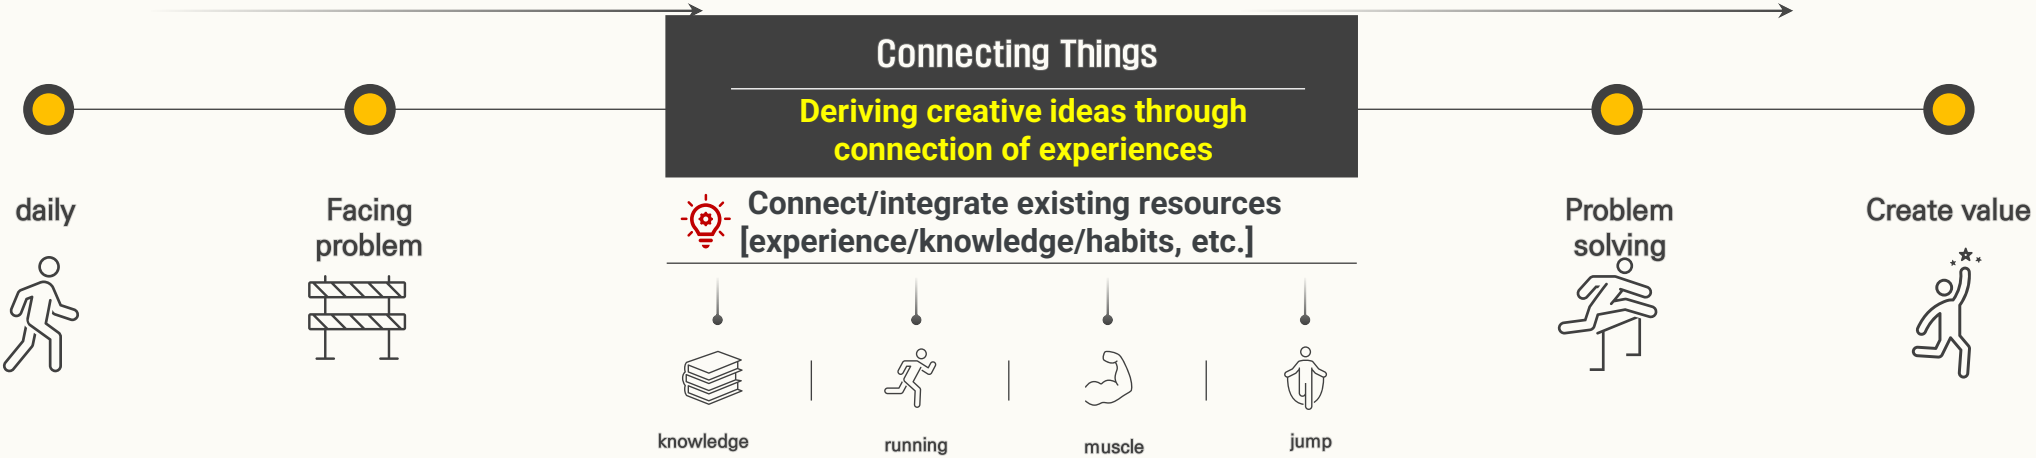 Connecting Things
Deriving creative ideas through
connection of experiences
daily
Facing
problem
Connect/integrate existing resources
[experience/knowledge/habits, etc.]
Problem
solving
Create value
knowledge
running
muscle
jump